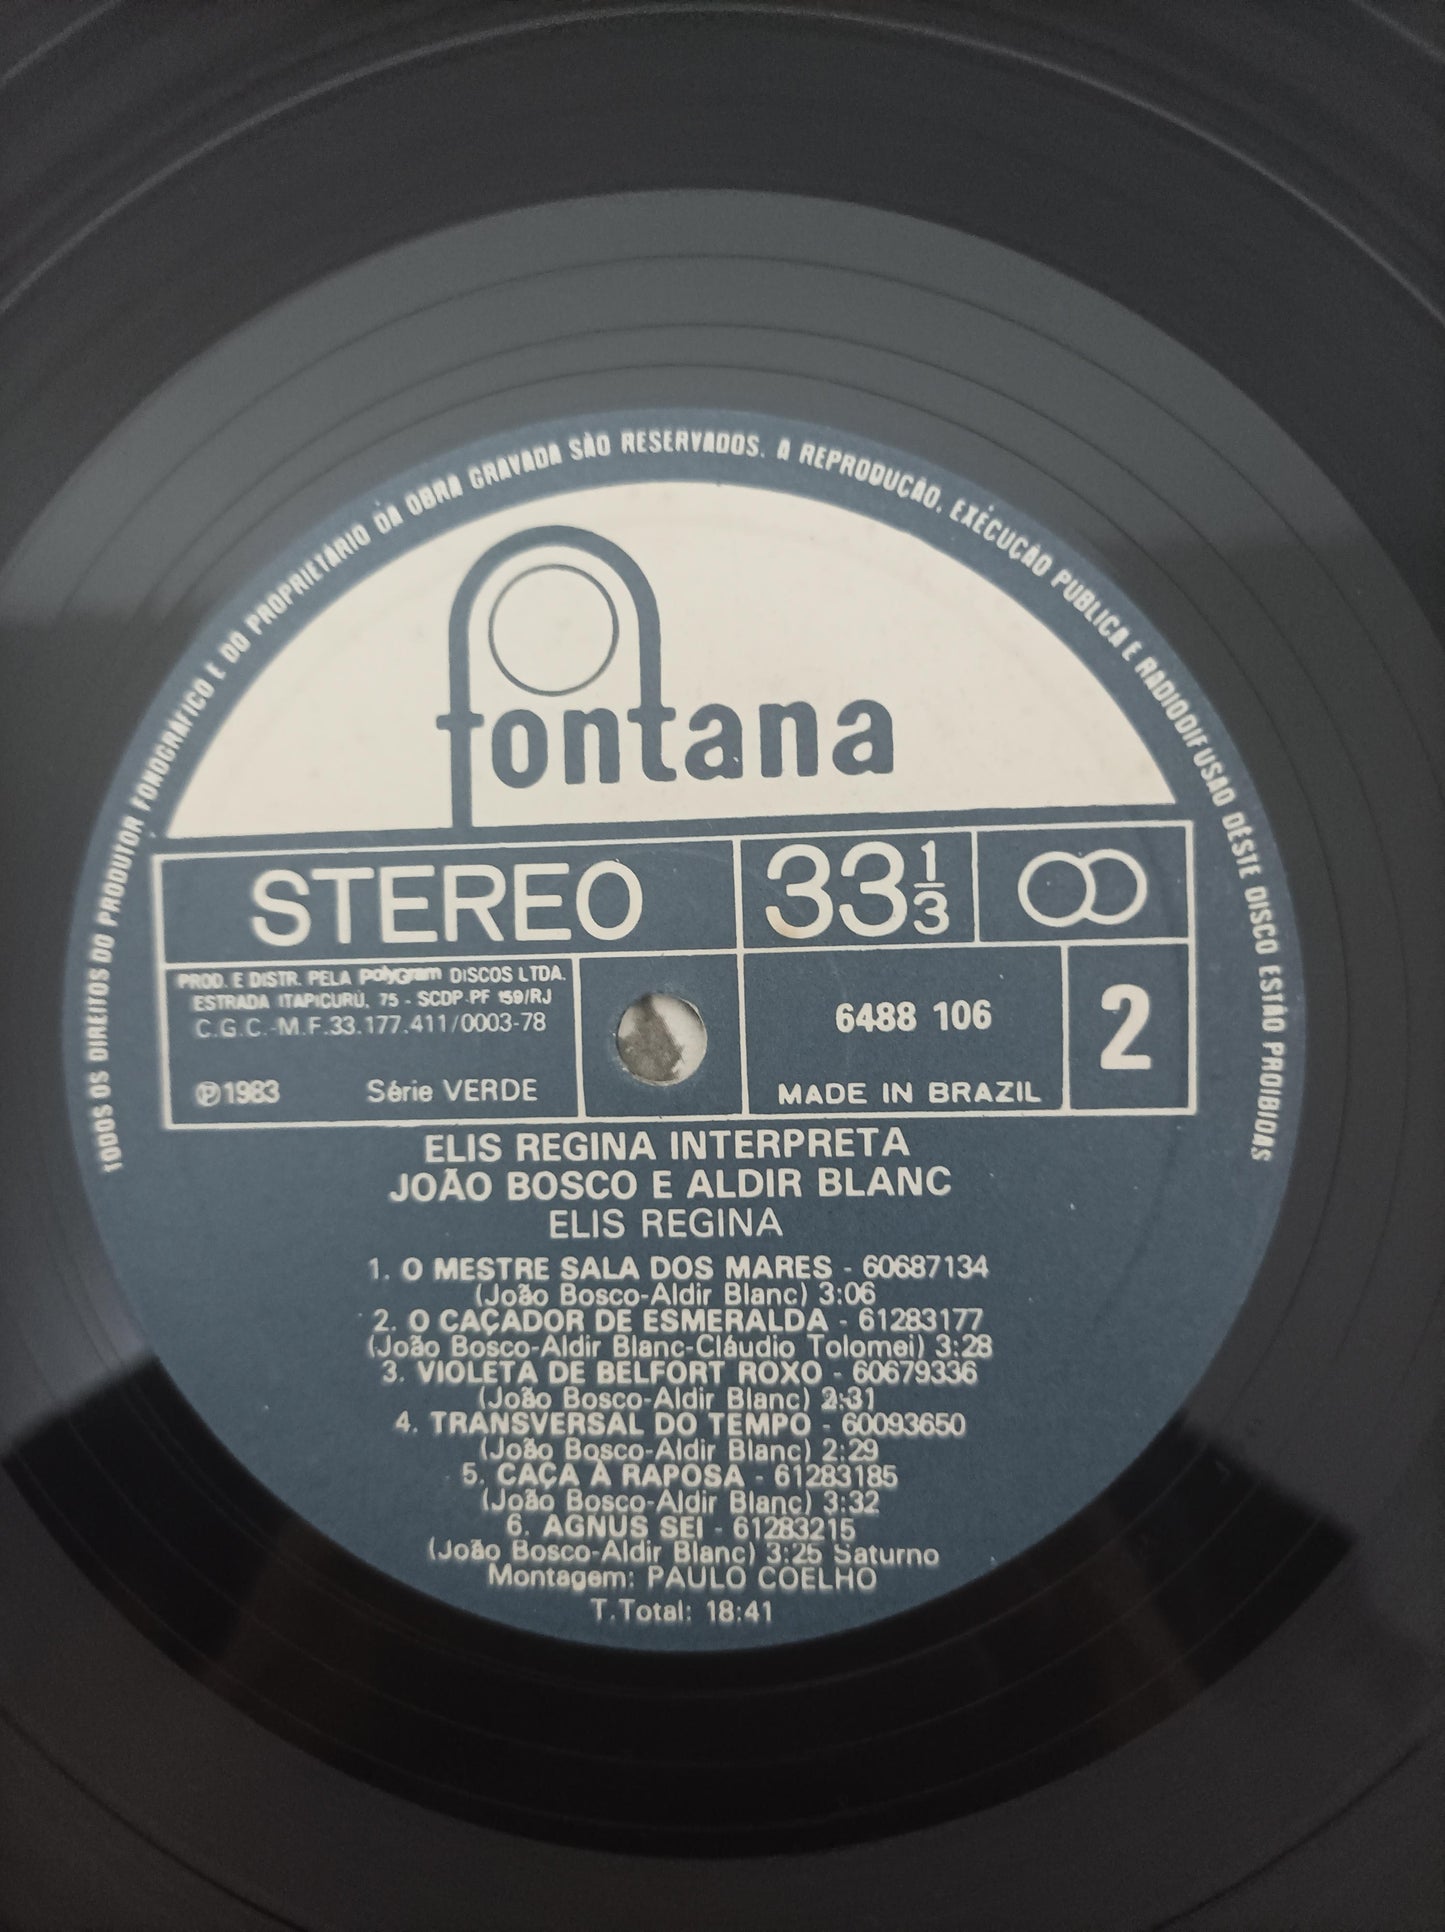 TODOS OS DIREITOS DO PRODUTOR FONOGRÁFICO E DO PROPRIETÁRIO DA OBRA GRAVADA SÃO RESERVADOS. A REPRODUÇÃO, EXECUÇÃO PÚBLICA E RADIODIFUSÃO DÊSTE DISCO ESTÃO PROIBIDAS
fontana
STEREO
33 1/3
PROD. E DISTR. PELA polygram DISCOS LTDA.
ESTRADA ITAPICURÚ, 75 - SCDP-PF 159/RJ
C.G.C.-M.F.33.177.411/0003-78
℗1983 Série VERDE
6488 106
MADE IN BRAZIL
2
ELIS REGINA INTERPRETA
JOÃO BOSCO E ALDIR BLANC
ELIS REGINA
1. O MESTRE SALA DOS MARES - 60687134
(João Bosco-Aldir Blanc) 3:06
2. O CAÇADOR DE ESMERALDA - 61283177
(João Bosco-Aldir Blanc-Cláudio Tolomei) 3:28
3. VIOLETA DE BELFORT ROXO - 60679336
(João Bosco-Aldir Blanc) 2:31
4. TRANSVERSAL DO TEMPO - 60093650
(João Bosco-Aldir Blanc) 2:29
5. CAÇA À RAPOSA - 61283185
(João Bosco-Aldir Blanc) 3:32
6. AGNUS SEI - 61283215
(João Bosco-Aldir Blanc) 3:25 Saturno
Montagem: PAULO COELHO
T.Total: 18:41